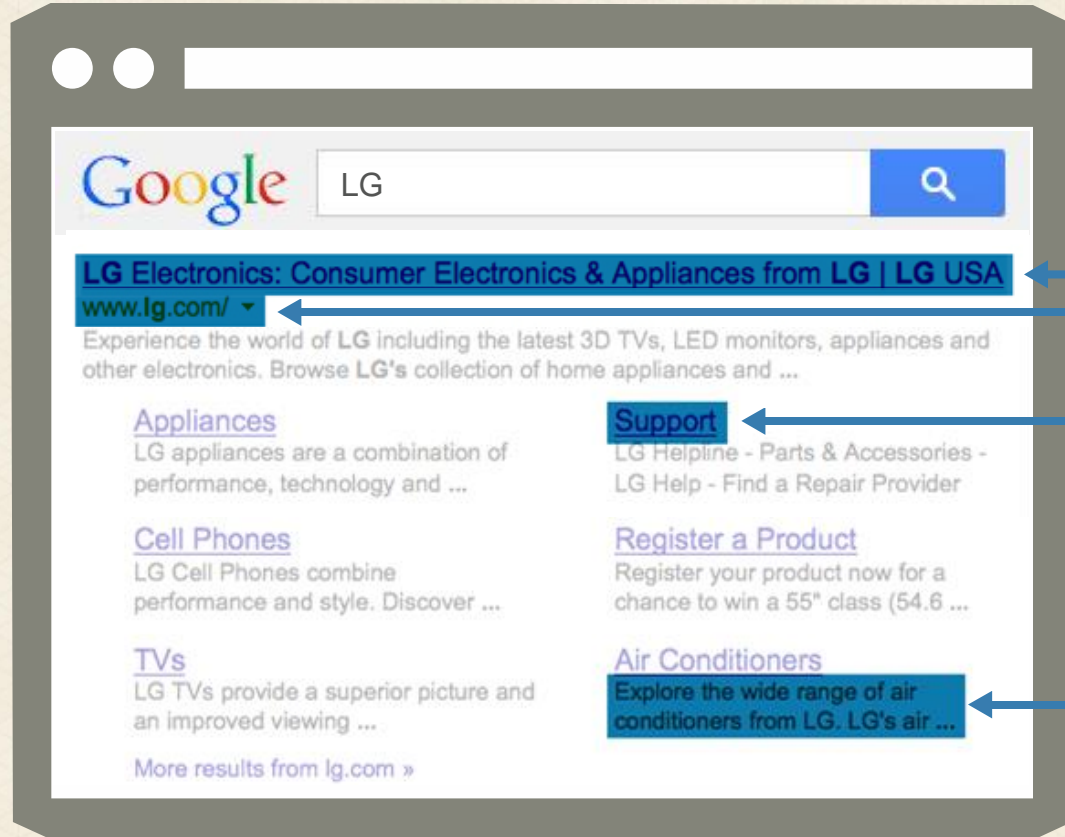 Google LG
LG Electronics: Consumer Electronics & Appliances from LG | LG USA
www.lg.com/
Experience the world of LG including the latest 3D TVs, LED monitors, appliances and
other electronics. Browse LG's collection of home appliances and ...
Appliances
LG appliances are a combination of
performance, technology and ...
Support
LG Helpline - Parts & Accessories -
LG Help - Find a Repair Provider
Cell Phones
LG Cell Phones combine
performance and style. Discover ...
Register a Product
Register your product now for a
chance to win a 55" class (54.6 ...
TVs
LG TVs provide a superior picture and
an improved viewing ...
Air Conditioners
Explore the wide range of air
conditioners from LG. LG's air ...
More results from lg.com »